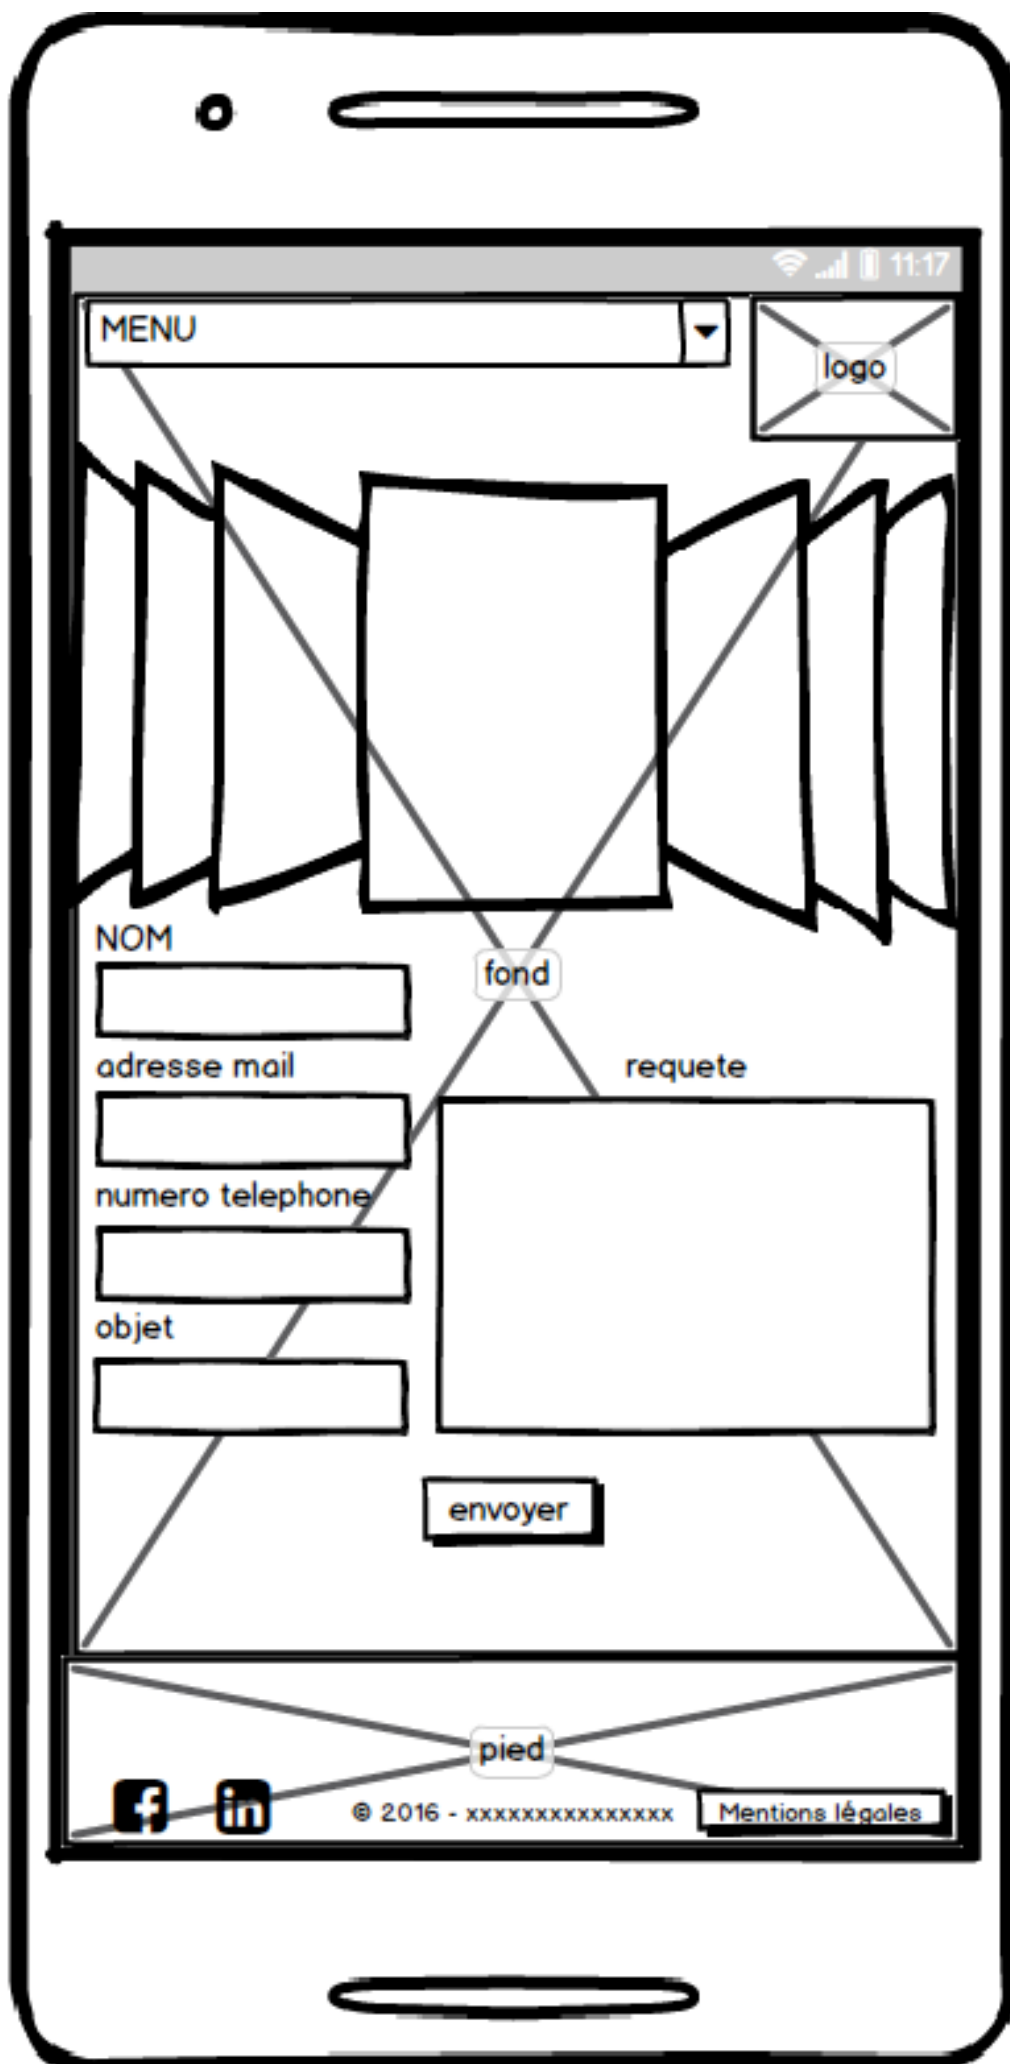 11:17
MENU
logo
NOM
fond
adresse mail
requete
numero telephone
objet
envoyer
pied
© 2016 - xxxxxxxxxxxxxxx
Mentions légales